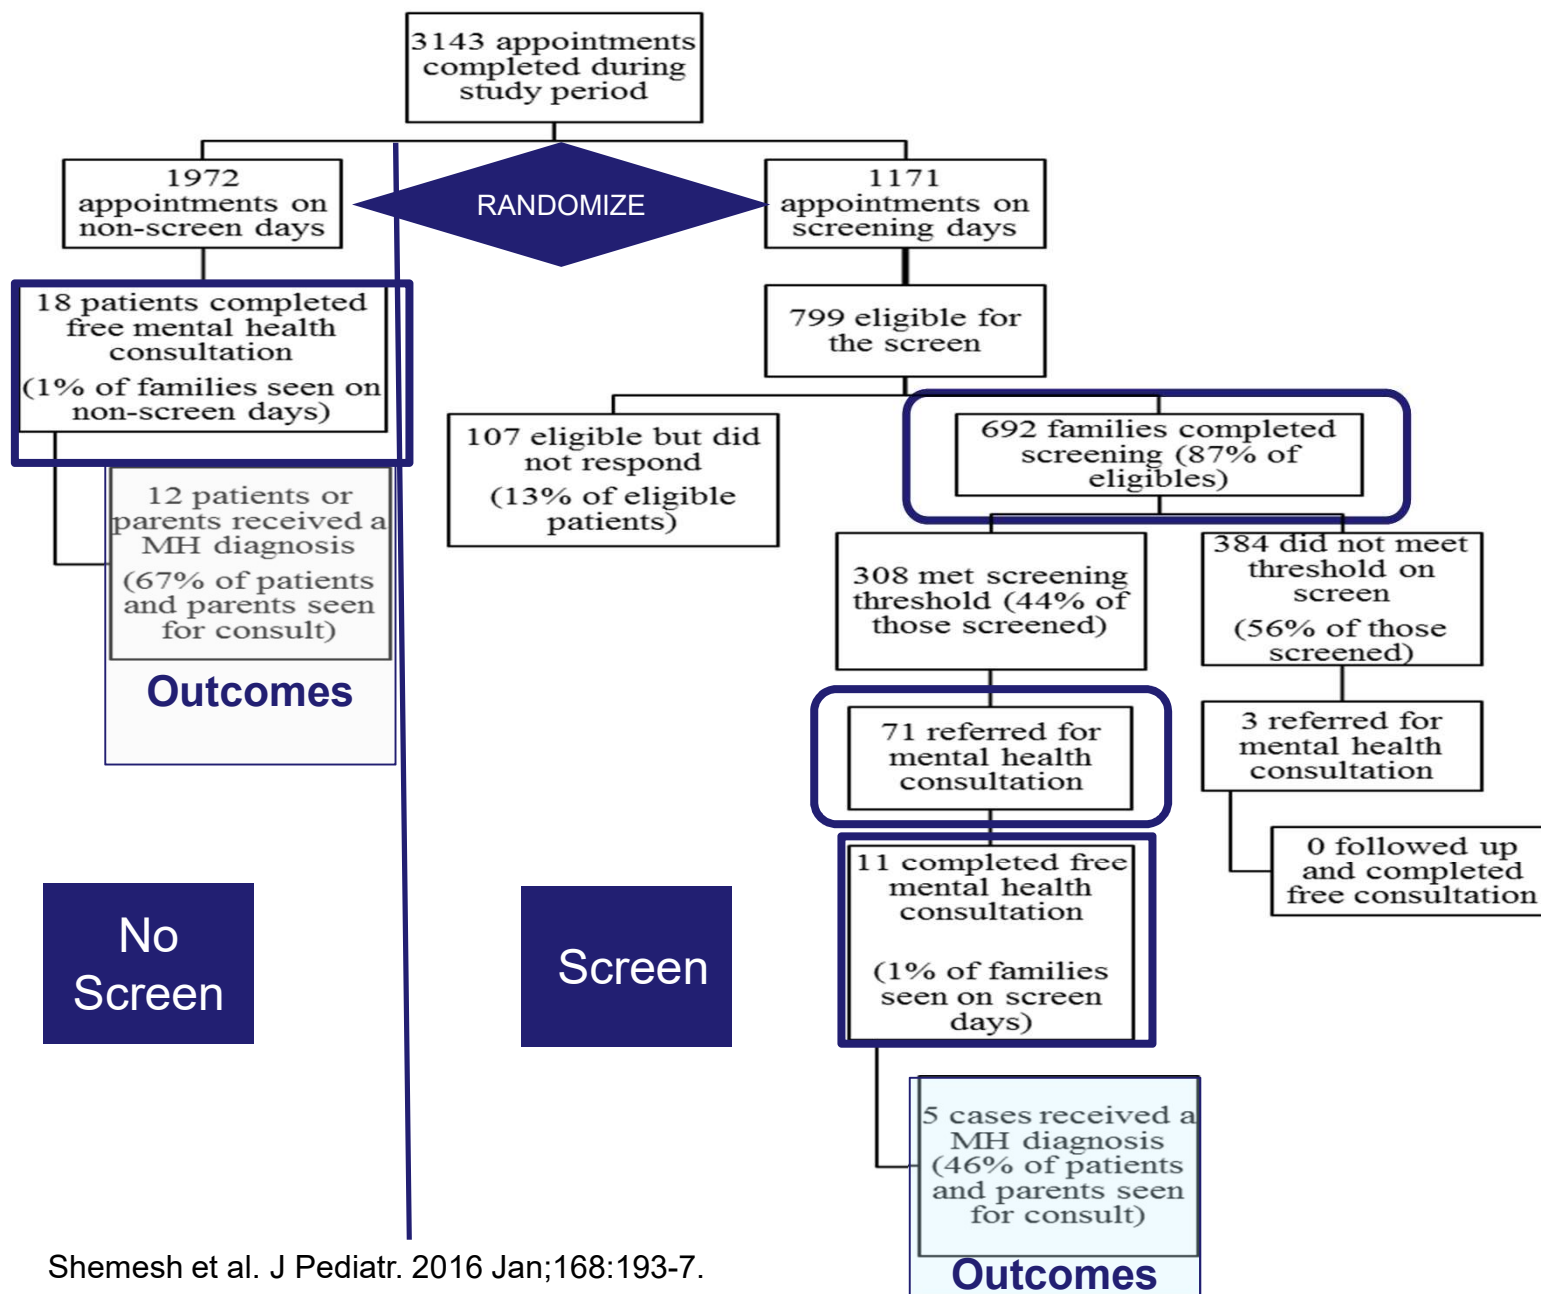 3143 appointments
completed during
study period
1972
appointments on
non-screen days
RANDOMIZE
1171
appointments on
screening days
18 patients completed
free mental health
consultation
(1% of families seen on
non-screen days)
799 eligible for
the screen
107 eligible but did
not respond
(13% of eligible
patients)
692 families completed
screening (87% of
eligibles)
12 patients or
parents received a
MH diagnosis
(67% of patients
and parents seen
for consult)
Outcomes
308 met screening
threshold (44% of
those screened)
384 did not meet
threshold on
screen
(56% of those
screened)
71 referred for
mental health
consultation
3 referred for
mental health
consultation
11 completed free
mental health
consultation
(1% of families
seen on screen
days)
0 followed up
and completed
free consultation
No
Screen
Screen
5 cases received a
MH diagnosis
(46% of patients
and parents seen
for consult)
Outcomes
Shemesh et al. J Pediatr. 2016 Jan;168:193-7.